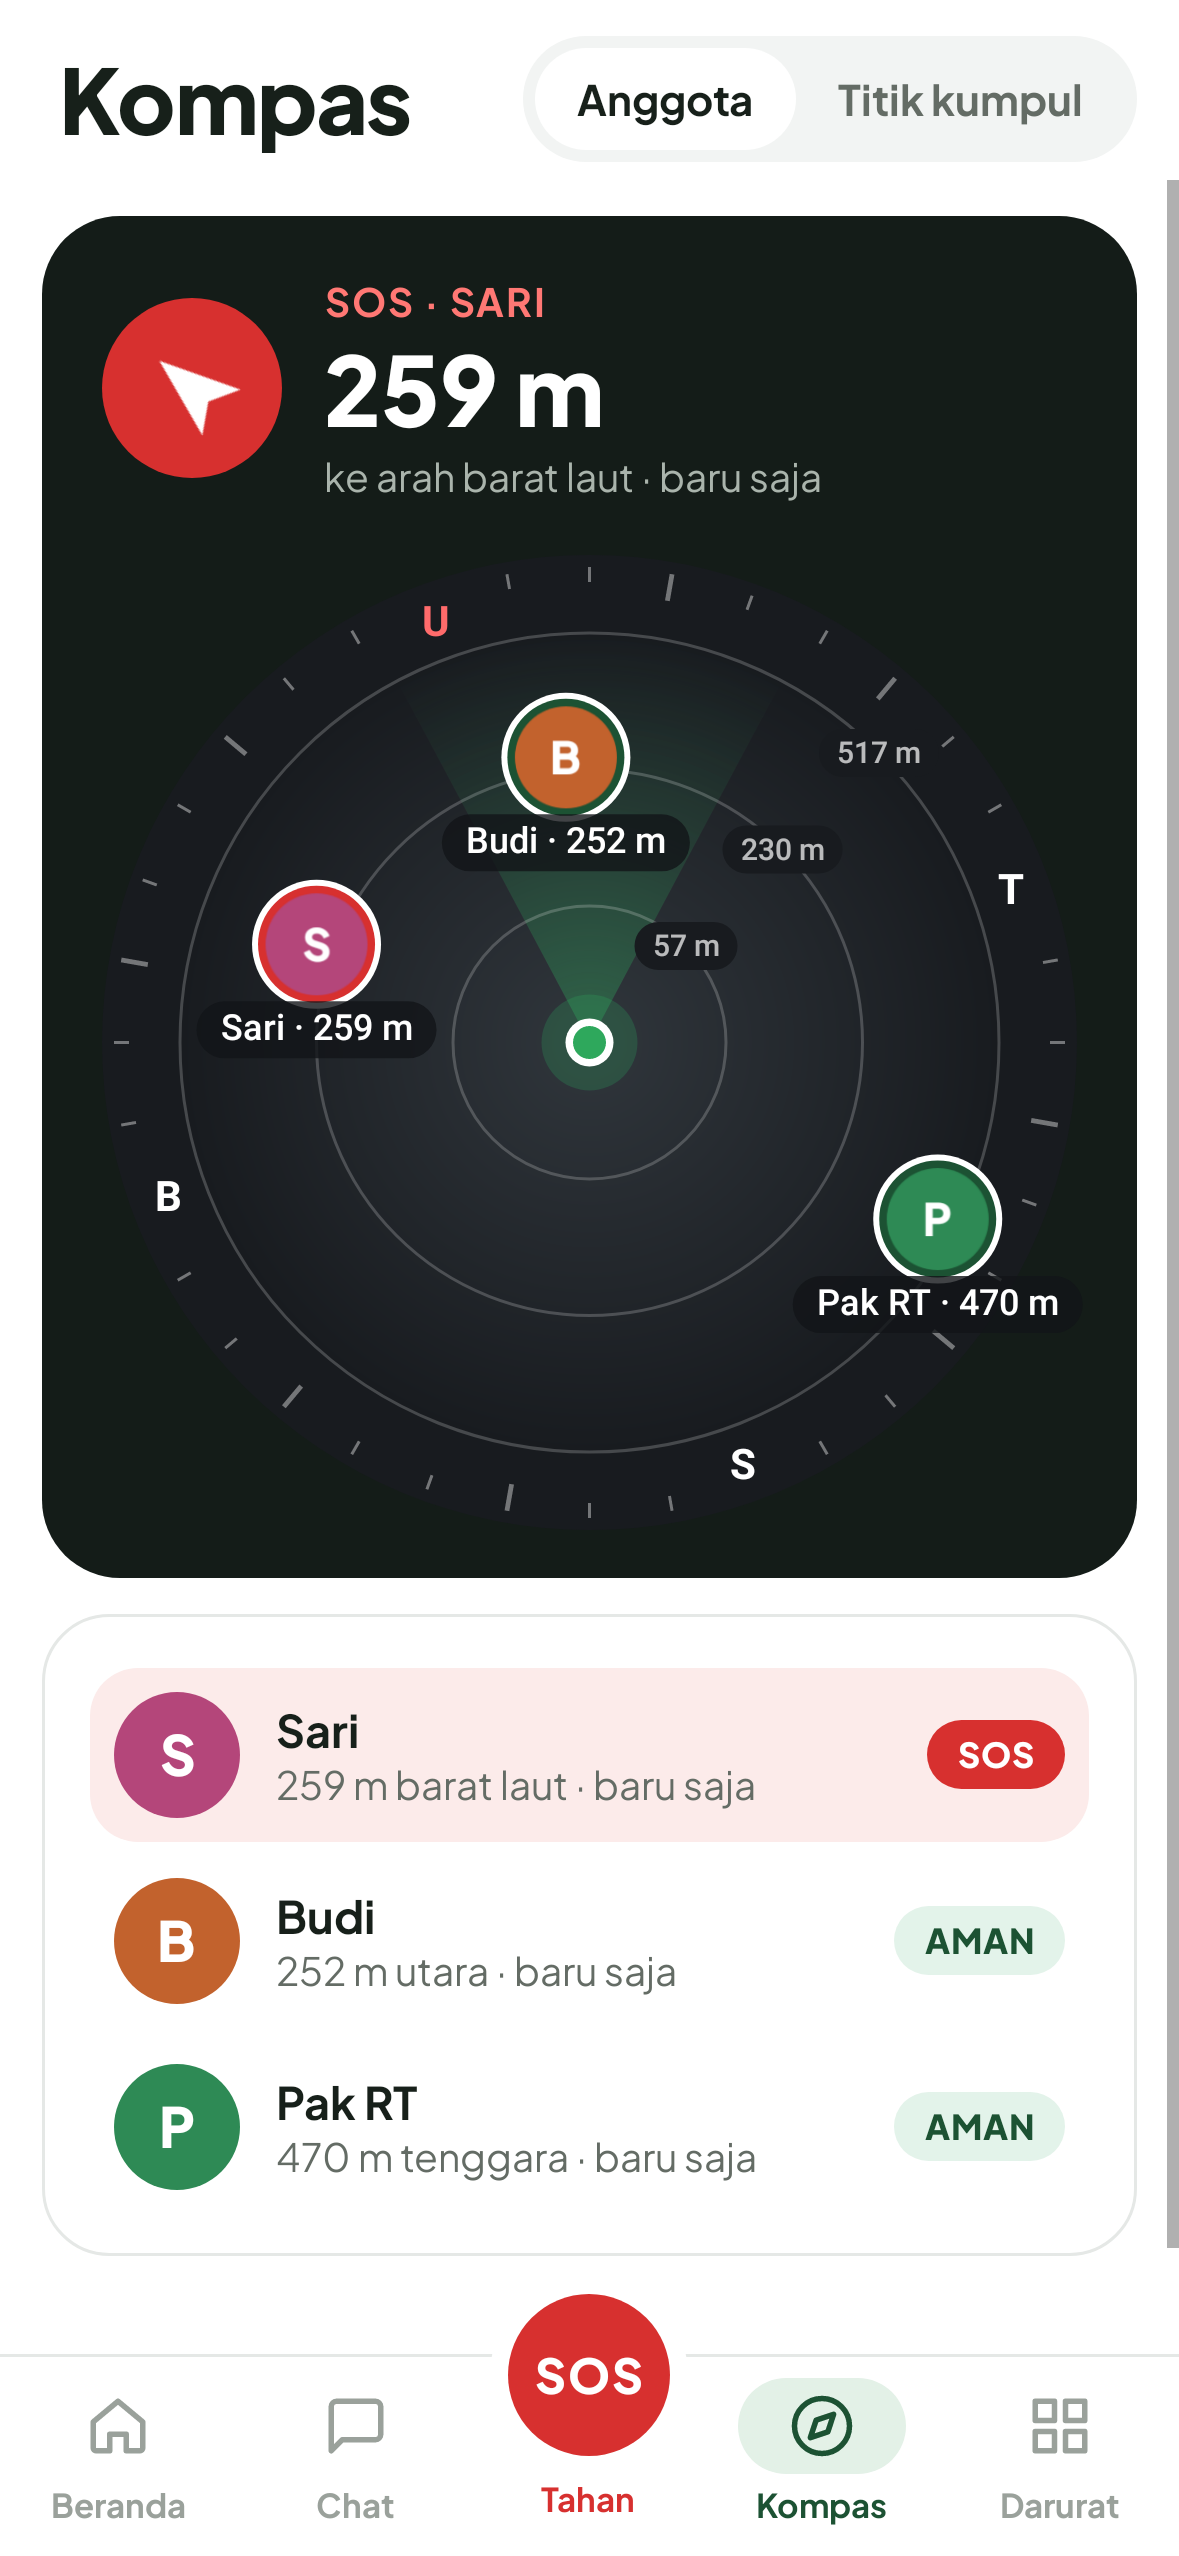 Kompas
Anggota
Titik kumpul
SOS · SARI
259 m
ke arah barat laut · baru saja
U
B
517 m
Budi · 252 m
230 m
T
S
57 m
Sari · 259 m
B
P
Pak RT · 470 m
S
S
Sari
259 m barat laut · baru saja
SOS
B
Budi
252 m utara · baru saja
AMAN
P
Pak RT
470 m tenggara · baru saja
AMAN
SOS
Beranda
Chat
Tahan
Kompas
Darurat